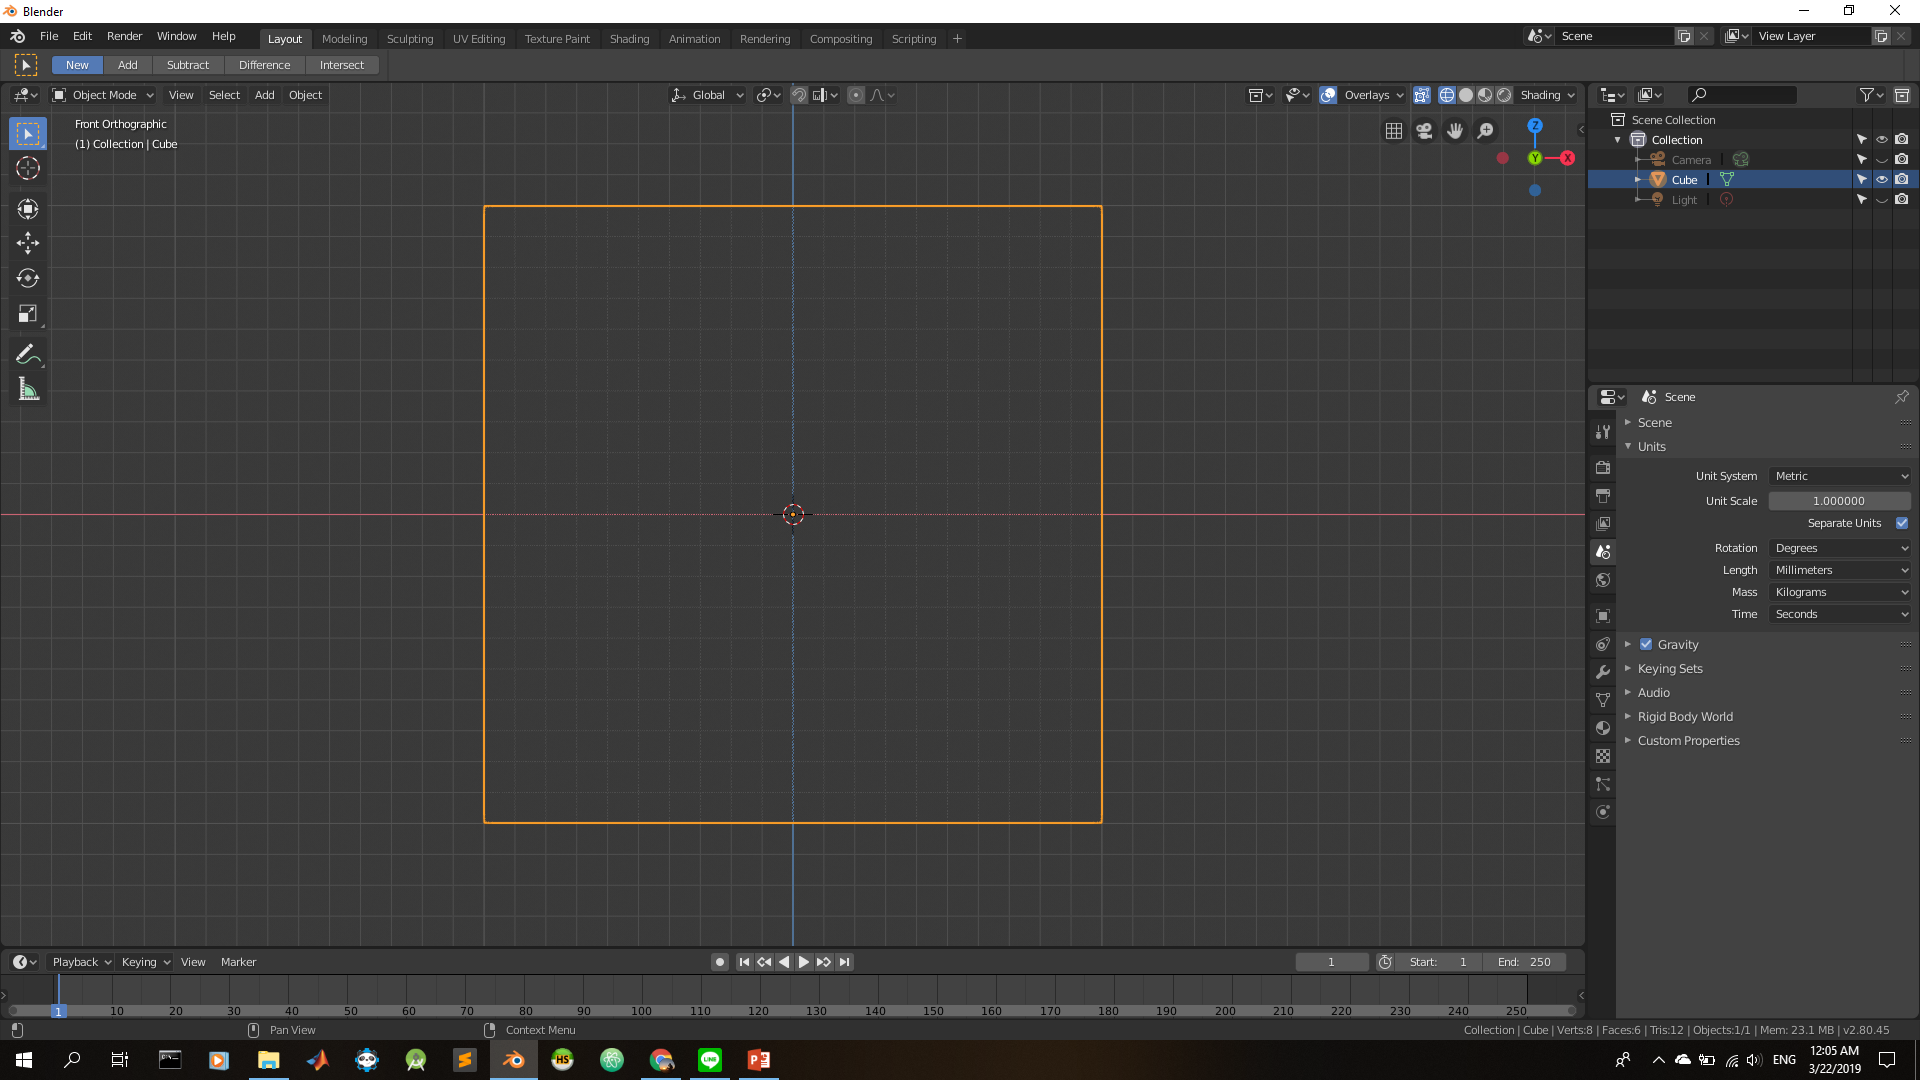 Blender
File Edit Render Window Help Layout Modeling Sculpting UV Editing Texture Paint Shading Animation Rendering Compositing Scripting + Scene View Layer
New Add Subtract Difference Intersect
Object Mode View Select Add Object Global Overlays Shading
Front Orthographic
(1) Collection | Cube
Z
Y X
Scene Collection
Collection
Camera
Cube
Light
Scene
Scene
Units
Unit System Metric
Unit Scale 1.000000
Separate Units
Rotation Degrees
Length Millimeters
Mass Kilograms
Time Seconds
Gravity
Keying Sets
Audio
Rigid Body World
Custom Properties
Playback Keying View Marker 1 Start: 1 End: 250
1 10 20 30 40 50 60 70 80 90 100 110 120 130 140 150 160 170 180 190 200 210 220 230 240 250
Pan View Context Menu Collection | Cube | Verts:8 | Faces:6 | Tris:12 | Objects:1/1 | Mem: 23.1 MB | v2.80.45
HS LINE P ENG 12:05 AM
3/22/2019